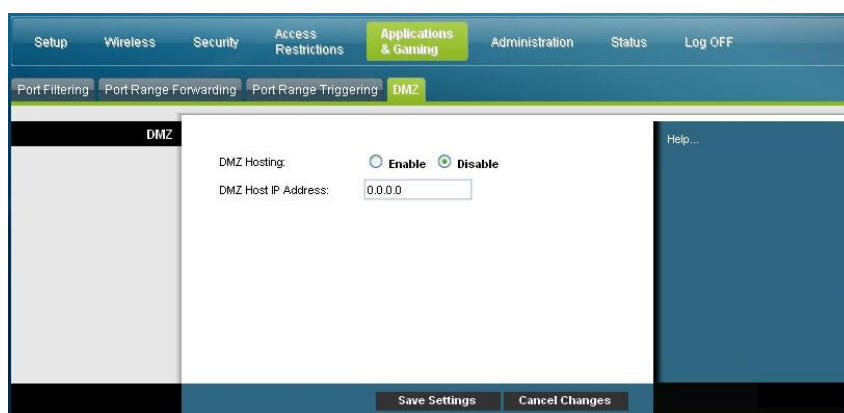 Setup Wireless Security Access Restrictions Applications & Gaming Administration Status Log OFF
Port Filtering Port Range Forwarding Port Range Triggering DMZ
DMZ
Help...
DMZ Hosting: Enable Disable
DMZ Host IP Address: 0.0.0.0
Save Settings Cancel Changes